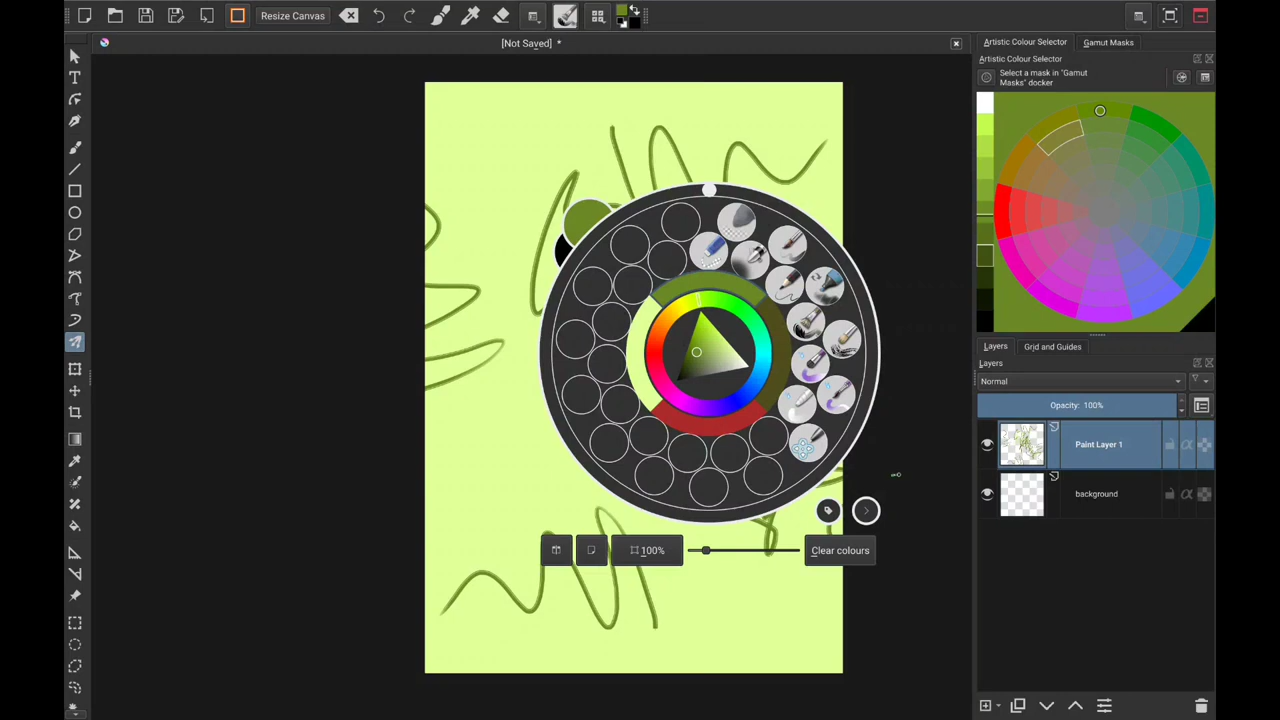 Resize Canvas
[Not Saved] *
Artistic Colour Selector
Gamut Masks
Artistic Colour Selector
Select a mask in "Gamut
Masks" docker
Layers
Grid and Guides
Layers
Normal
Opacity: 100%
Paint Layer 1
background
100%
Clear colours